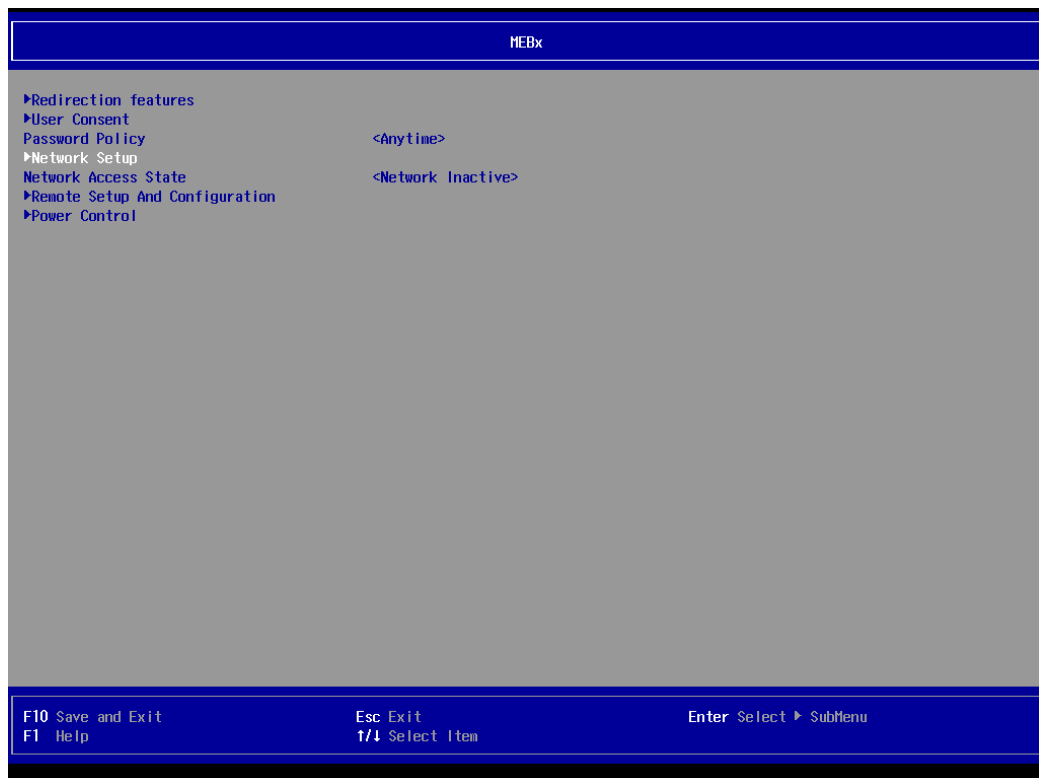 MEBx
▶Redirection features
▶User Consent
Password Policy <Anytime>
▶Network Setup
Network Access State <Network Inactive>
▶Remote Setup And Configuration
▶Power Control
F10 Save and Exit Esc Exit Enter Select ▶ SubMenu
F1 Help ↑/↓ Select Item